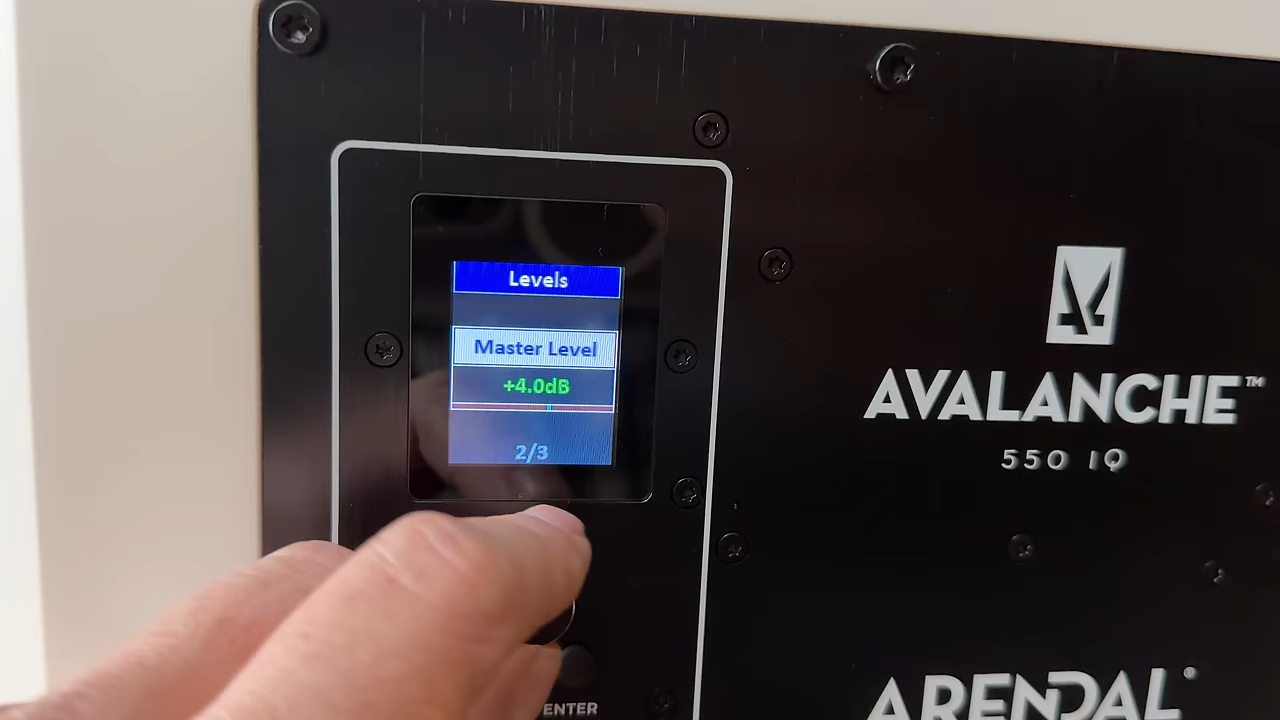 Levels
Master Level
+4.0dB
2/3
AVALANCHE™
550 IQ
ENTER
ARENDAL®